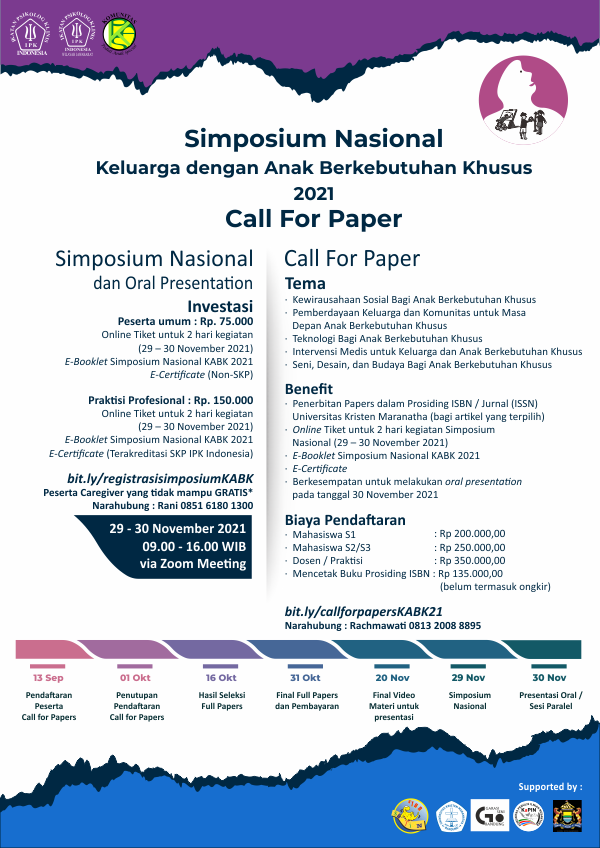 IKATAN PSIKOLOG KLINIS
IPK
INDONESIA
IKATAN PSIKOLOG KLINIS
IPK
INDONESIA
KOMUNITAS
Simposium Nasional
Keluarga dengan Anak Berkebutuhan Khusus
2021
Call For Paper
Simposium Nasional
dan Oral Presentation
Investasi
Peserta umum : Rp. 75.000
Online Tiket untuk 2 hari kegiatan
(29 – 30 November 2021)
E-Booklet Simposium Nasional KABK 2021
E-Certificate (Non-SKP)
Praktisi Profesional : Rp. 150.000
Online Tiket untuk 2 hari kegiatan
(29 – 30 November 2021)
E-Booklet Simposium Nasional KABK 2021
E-Certificate (Terakreditasi SKP IPK Indonesia)
bit.ly/registrasisimposiumKABK
Peserta Caregiver yang tidak mampu GRATIS*
Narahubung : Rani 0851 6180 1300
29 - 30 November 2021
09.00 - 16.00 WIB
via Zoom Meeting
Call For Paper
Tema
· Kewirausahaan Sosial Bagi Anak Berkebutuhan Khusus
· Pemberdayaan Keluarga dan Komunitas untuk Masa
Depan Anak Berkebutuhan Khusus
· Teknologi Bagi Anak Berkebutuhan Khusus
· Intervensi Medis untuk Keluarga dan Anak Berkebutuhan Khusus
· Seni, Desain, dan Budaya Bagi Anak Berkebutuhan Khusus
Benefit
· Penerbitan Papers dalam Prosiding ISBN / Jurnal (ISSN)
Universitas Kristen Maranatha (bagi artikel yang terpilih)
· Online Tiket untuk 2 hari kegiatan Simposium
Nasional (29 – 30 November 2021)
· E-Booklet Simposium Nasional KABK 2021
· E-Certificate
· Berkesempatan untuk melakukan oral presentation
pada tanggal 30 November 2021
Biaya Pendaftaran
· Mahasiswa S1 : Rp 200.000,00
· Mahasiswa S2/S3 : Rp 250.000,00
· Dosen / Praktisi : Rp 350.000,00
· Mencetak Buku Prosiding ISBN : Rp 135.000,00
(belum termasuk ongkir)
bit.ly/callforpapersKABK21
Narahubung : Rachmawati 0813 2008 8895
13 Sep
Pendaftaran
Peserta
Call for Papers
01 Okt
Penutupan
Pendaftaran
Call for Papers
16 Okt
Hasil Seleksi
Full Papers
31 Okt
Final Full Papers
dan Pembayaran
20 Nov
Final Video
Materi untuk
presentasi
29 Nov
Simposium
Nasional
30 Nov
Presentasi Oral /
Sesi Paralel
Supported by :